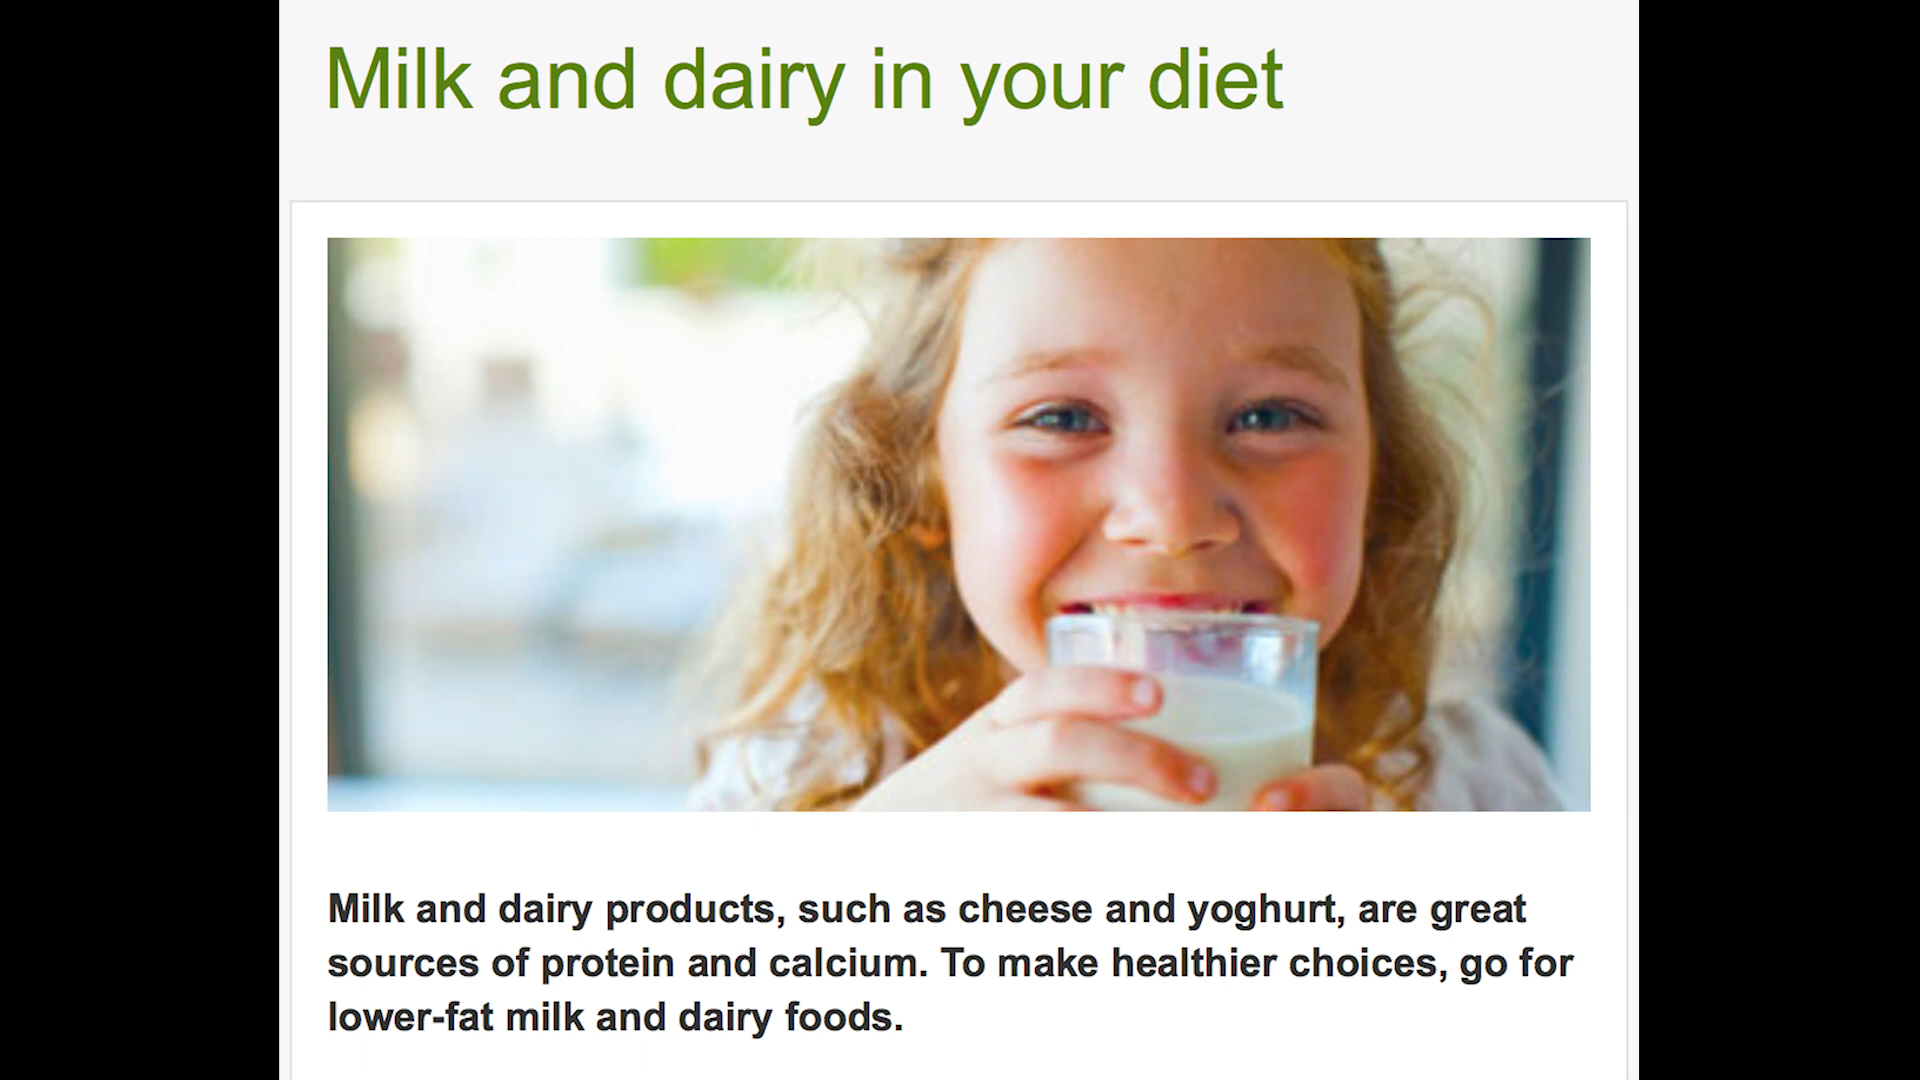 Milk and dairy in your diet
Milk and dairy products, such as cheese and yoghurt, are great
sources of protein and calcium. To make healthier choices, go for
lower-fat milk and dairy foods.